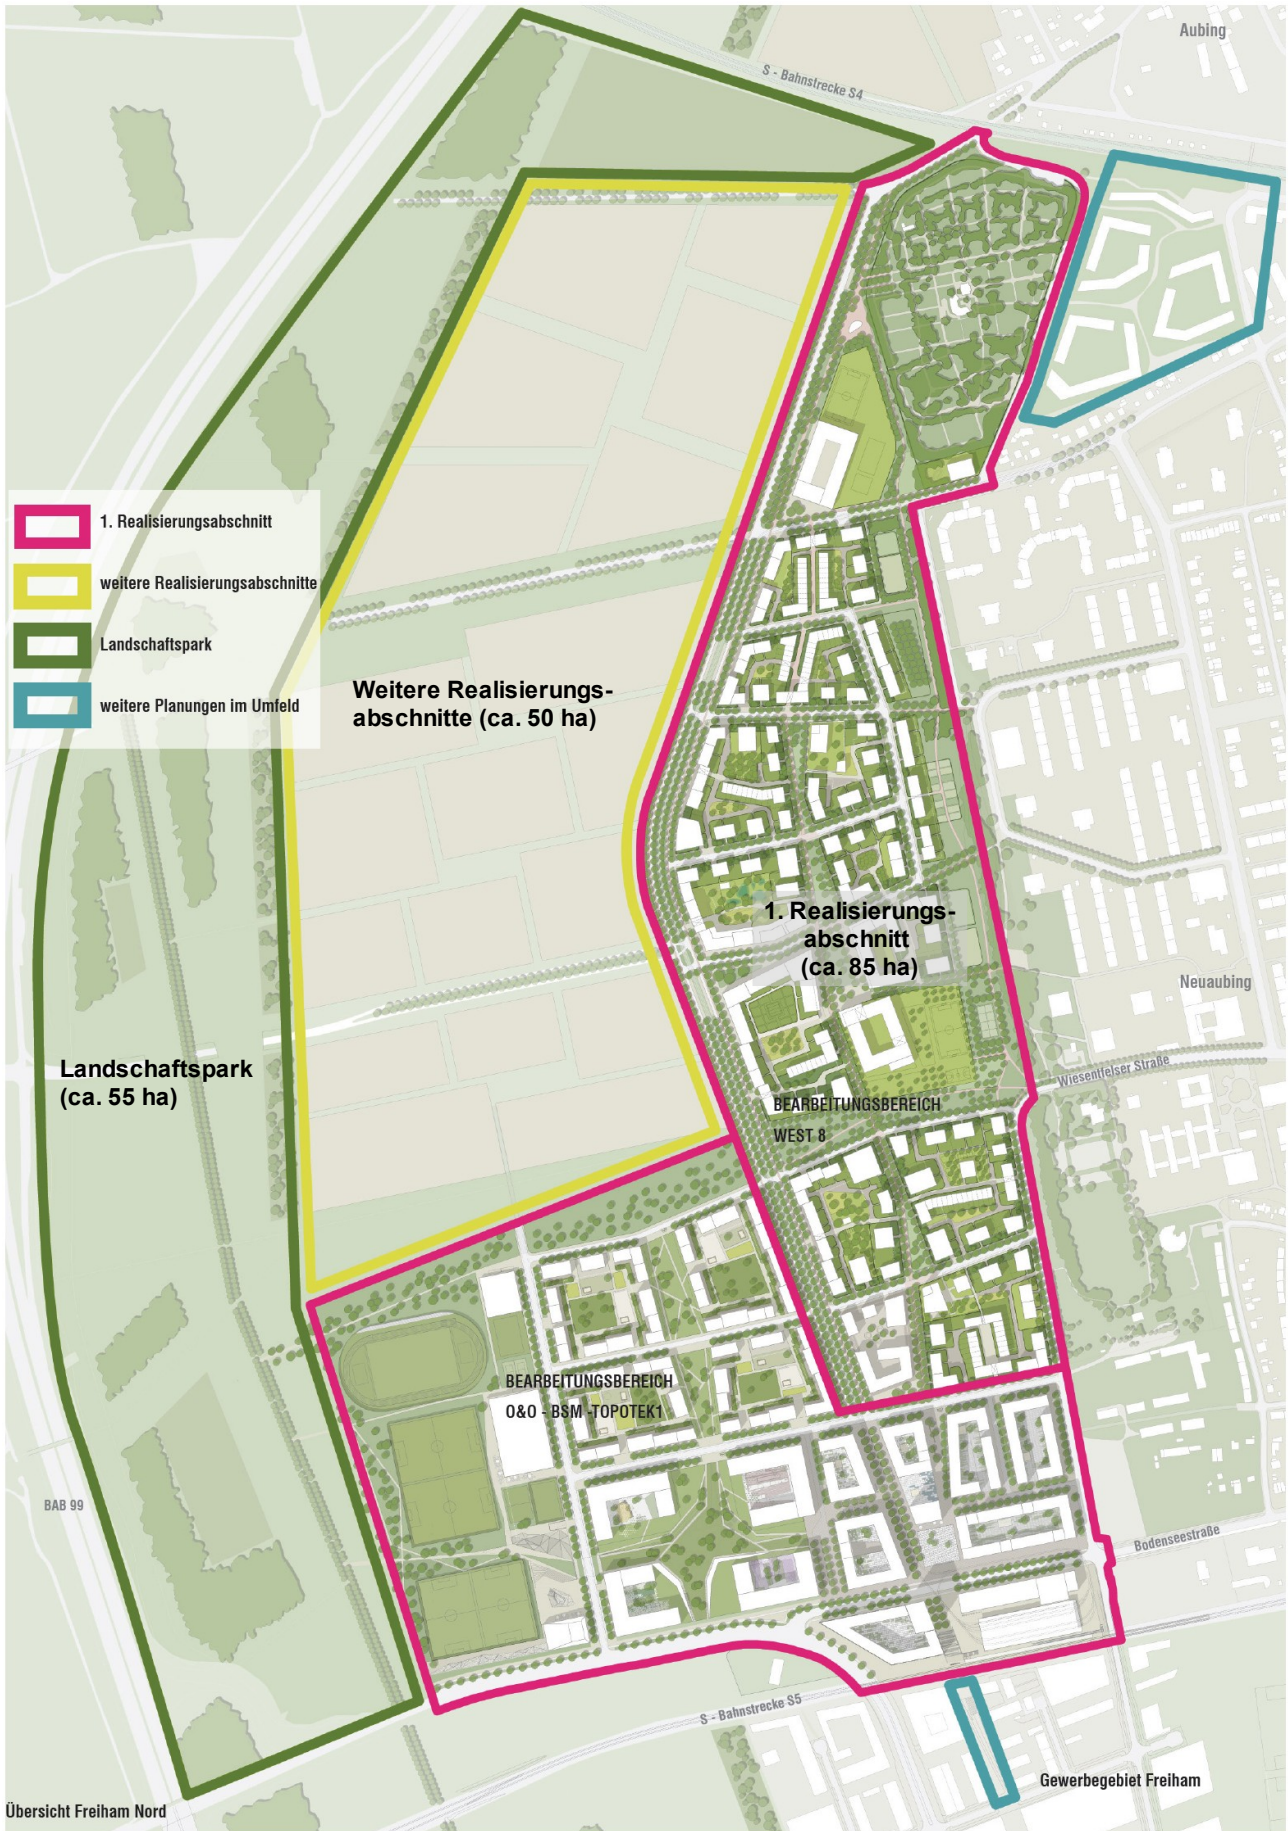 Aubing
S - Bahnstrecke S4
1. Realisierungsabschnitt
weitere Realisierungsabschnitte
Landschaftspark
weitere Planungen im Umfeld
Weitere Realisierungs-
abschnitte (ca. 50 ha)
1. Realisierungs-
abschnitt
(ca. 85 ha)
Neuaubing
Landschaftspark
(ca. 55 ha)
Wiesentfelser Straße
BEARBEITUNGSBEREICH
WEST 8
BEARBEITUNGSBEREICH
O&O - BSM -TOPOTEK1
BAB 99
Bodenseestraße
S - Bahnstrecke S5
Gewerbegebiet Freiham
Übersicht Freiham Nord